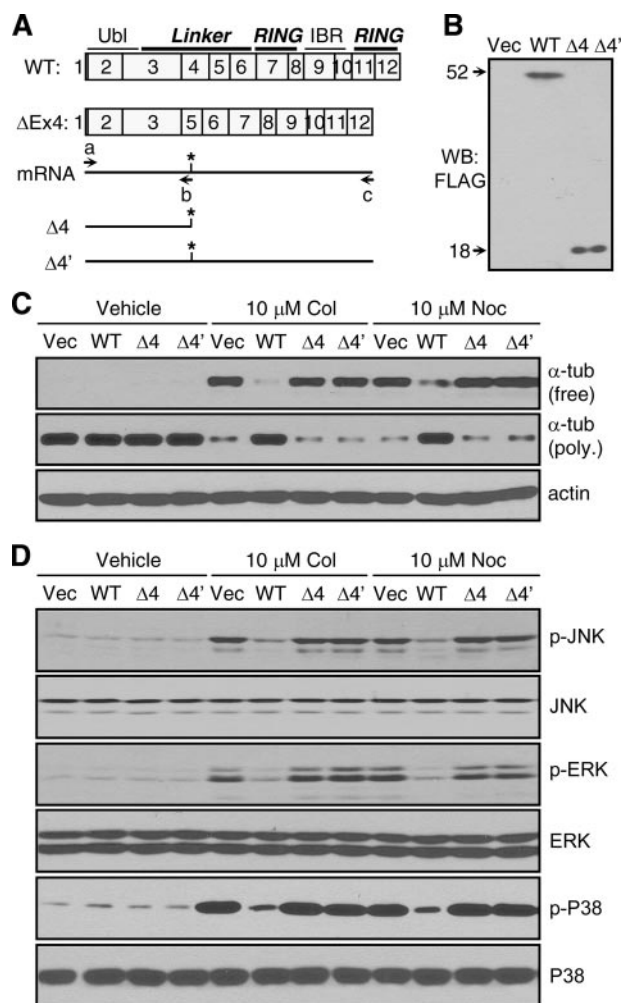 A
Ubl Linker RING IBR RING
WT: 1 2 3 4 5 6 7 8 9 10 11 12
ΔEx4: 1 2 3 5 6 7 8 9 10 11 12
a
mRNA * b c
Δ4 *
Δ4' *
B
Vec WT Δ4 Δ4'
52
WB:
FLAG
18
C
Vehicle 10 μM Col 10 μM Noc
Vec WT Δ4 Δ4' Vec WT Δ4 Δ4' Vec WT Δ4 Δ4'
α-tub
(free)
α-tub
(poly.)
actin
D
Vehicle 10 μM Col 10 μM Noc
Vec WT Δ4 Δ4' Vec WT Δ4 Δ4' Vec WT Δ4 Δ4'
p-JNK
JNK
p-ERK
ERK
p-P38
P38